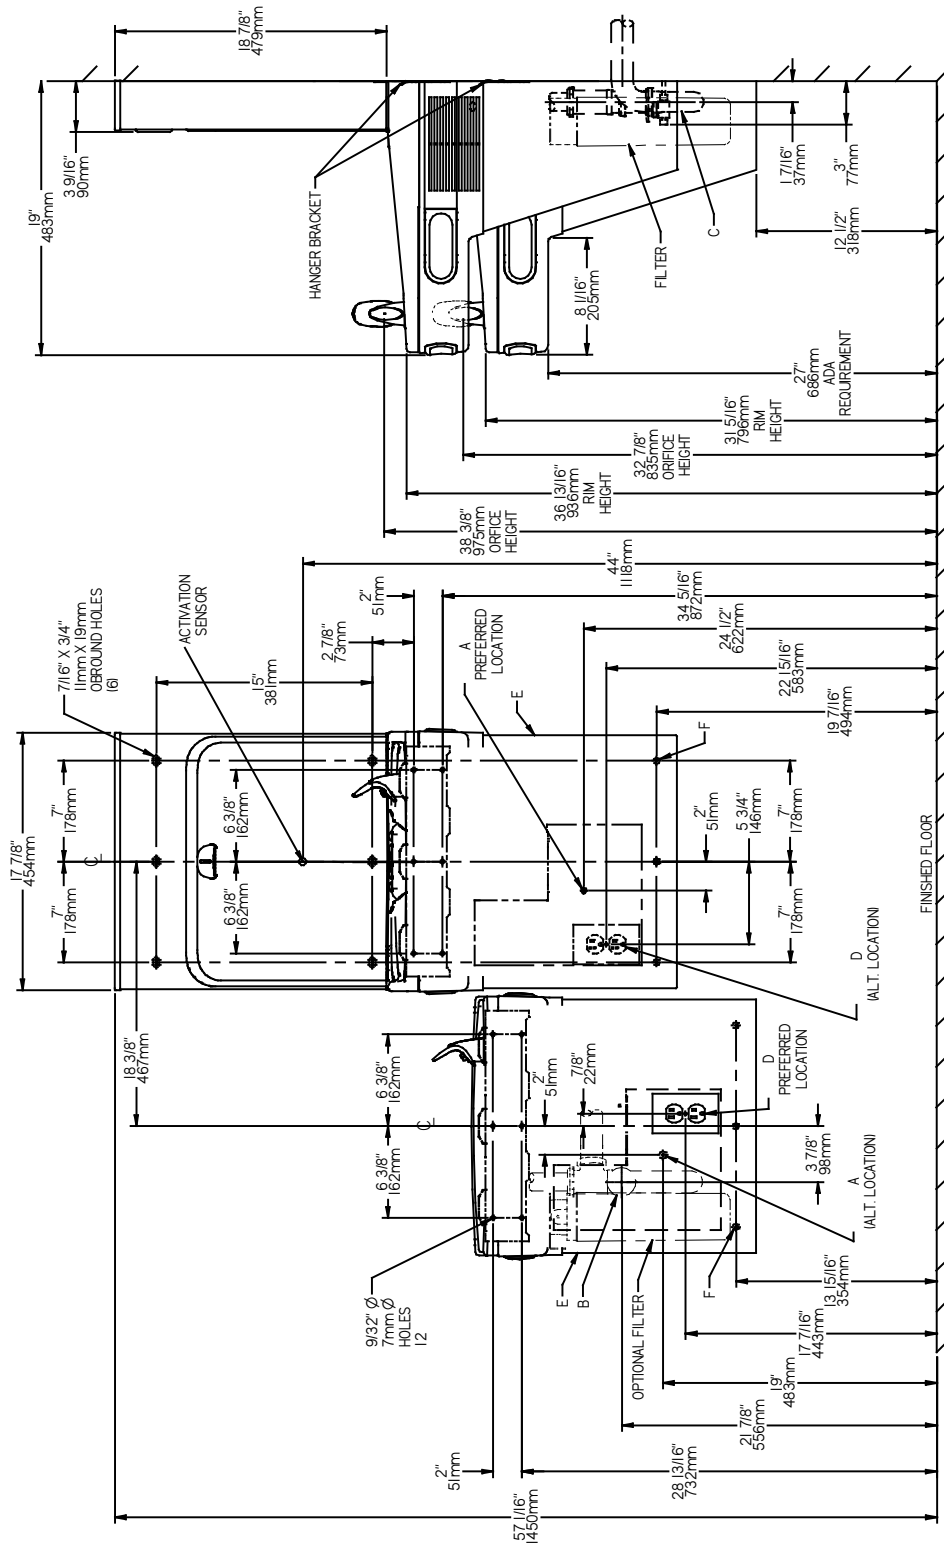 57 1/16"
1450mm
2"
51mm
28 13/16"
732mm
21 7/8"
556mm
19"
483mm
17 7/16"
443mm
13 15/16"
354mm
9/32" Ø
7mm Ø
HOLES
12
6 3/8"
162mm
6 3/8"
162mm
℄
18 3/8"
467mm
OPTIONAL FILTER
E
B
F
2"
51mm
7/8"
22mm
3 7/8"
98mm
A
(ALT. LOCATION)
D
PREFERRED
LOCATION
D
(ALT. LOCATION)
17 7/8"
454mm
7"
178mm
7"
178mm
℄
7/16" X 3/4"
11mm X 19mm
OBROUND HOLES
(6)
6 3/8"
162mm
6 3/8"
162mm
15"
381mm
ACTIVATION
SENSOR
2 7/8"
73mm
2"
51mm
A
PREFERRED
LOCATION
E
F
7"
178mm
7"
178mm
5 3/4"
146mm
2"
51mm
19 7/16"
494mm
22 15/16"
583mm
24 1/2"
622mm
34 5/16"
872mm
44"
1118mm
FINISHED FLOOR
38 3/8"
975mm
ORIFICE
HEIGHT
36 13/16"
936mm
RIM
HEIGHT
32 7/8"
835mm
ORIFICE
HEIGHT
31 5/16"
796mm
RIM
HEIGHT
27"
686mm
ADA
REQUIREMENT
19"
483mm
3 9/16"
90mm
18 7/8"
479mm
HANGER BRACKET
8 1/16"
205mm
FILTER
C
1 7/16"
37mm
3"
77mm
12 1/2"
318mm